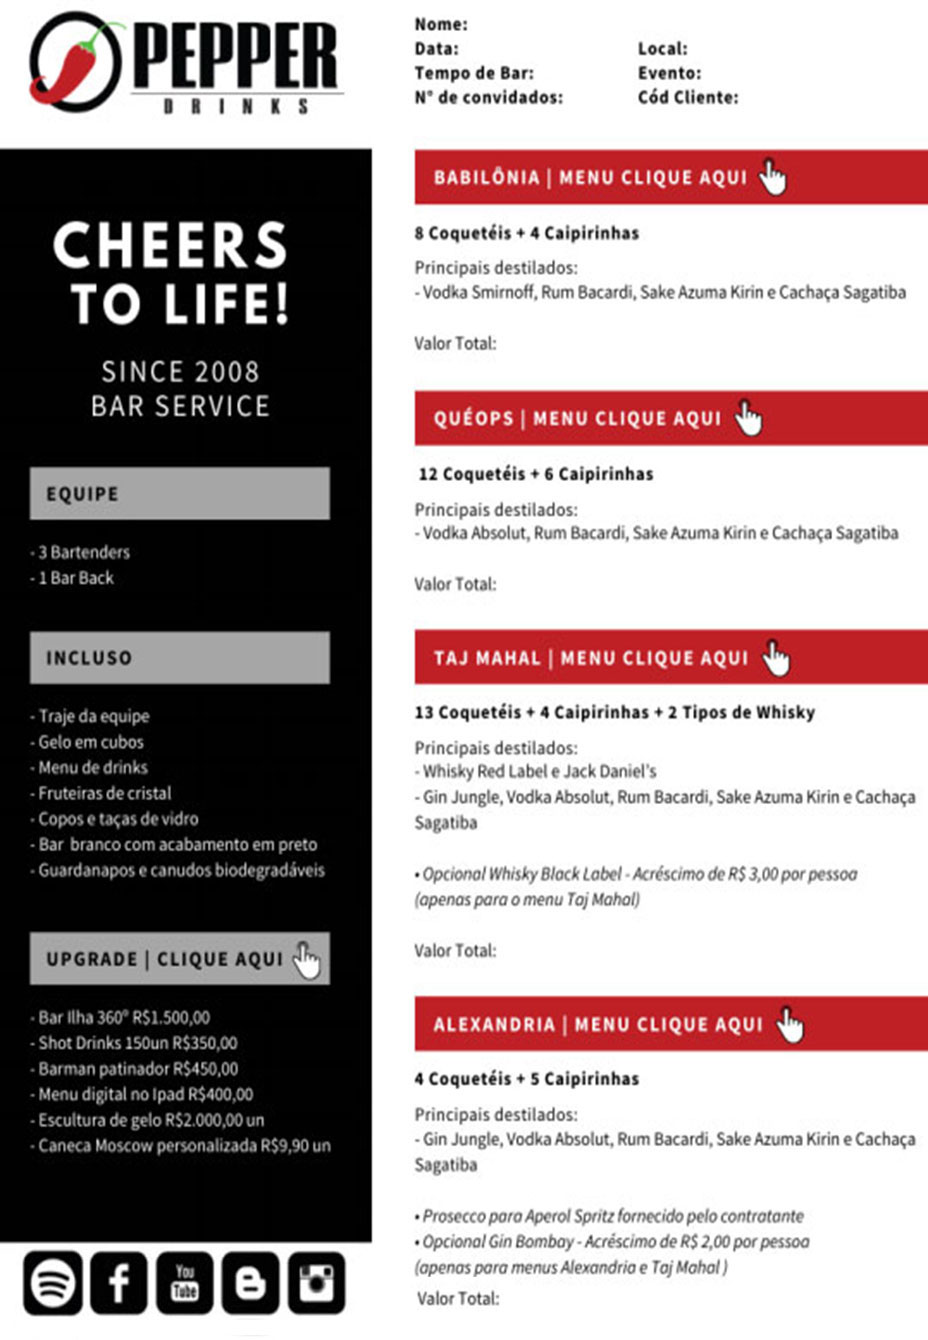 PEPPER
DRINKS
Nome:
Data:
Local:
Tempo de Bar:
Evento:
N° de convidados:
Cód Cliente:
CHEERS
TO LIFE!
SINCE 2008
BAR SERVICE
EQUIPE
- 3 Bartenders
- 1 Bar Back
INCLUSO
- Traje da equipe
- Gelo em cubos
- Menu de drinks
- Fruteiras de cristal
- Copos e taças de vidro
- Bar branco com acabamento em preto
- Guardanapos e canudos biodegradáveis
UPGRADE | CLIQUE AQUI
- Bar Ilha 360º R$1.500,00
- Shot Drinks 150un R$350,00
- Barman patinador R$450,00
- Menu digital no Ipad R$400,00
- Escultura de gelo R$2.000,00 un
- Caneca Moscow personalizada R$9,90 un
You
Tube
BABILÔNIA | MENU CLIQUE AQUI
8 Coquetéis + 4 Caipirinhas
Principais destilados:
- Vodka Smirnoff, Rum Bacardi, Sake Azuma Kirin e Cachaça Sagatiba
Valor Total:
QUÉOPS | MENU CLIQUE AQUI
12 Coquetéis + 6 Caipirinhas
Principais destilados:
- Vodka Absolut, Rum Bacardi, Sake Azuma Kirin e Cachaça Sagatiba
Valor Total:
TAJ MAHAL | MENU CLIQUE AQUI
13 Coquetéis + 4 Caipirinhas + 2 Tipos de Whisky
Principais destilados:
- Whisky Red Label e Jack Daniel's
- Gin Jungle, Vodka Absolut, Rum Bacardi, Sake Azuma Kirin e Cachaça
Sagatiba
• Opcional Whisky Black Label - Acréscimo de R$ 3,00 por pessoa
(apenas para o menu Taj Mahal)
Valor Total:
ALEXANDRIA | MENU CLIQUE AQUI
4 Coquetéis + 5 Caipirinhas
Principais destilados:
- Gin Jungle, Vodka Absolut, Rum Bacardi, Sake Azuma Kirin e Cachaça
Sagatiba
• Prosecco para Aperol Spritz fornecido pelo contratante
• Opcional Gin Bombay - Acréscimo de R$ 2,00 por pessoa
(apenas para menus Alexandria e Taj Mahal )
Valor Total: